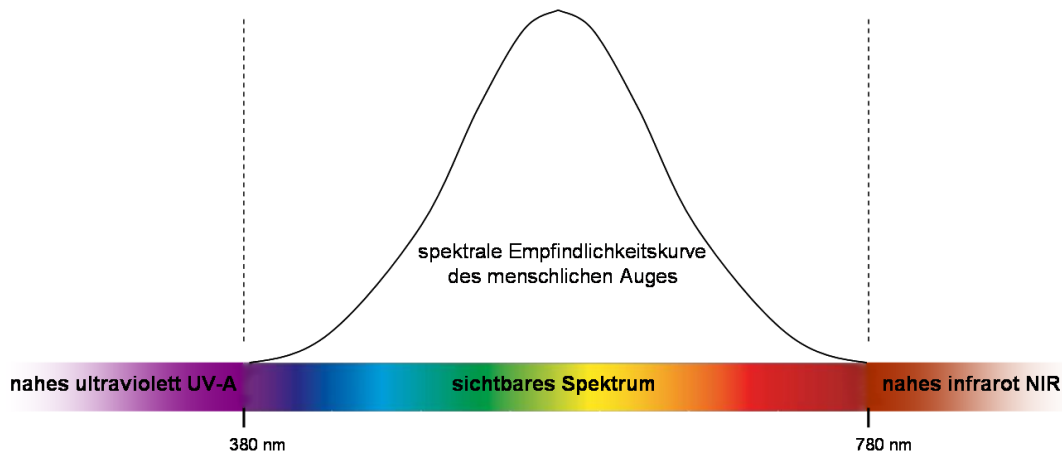 spektrale Empfindlichkeitskurve
des menschlichen Auges
nahes ultraviolett UV-A
sichtbares Spektrum
nahes infrarot NIR
380 nm
780 nm